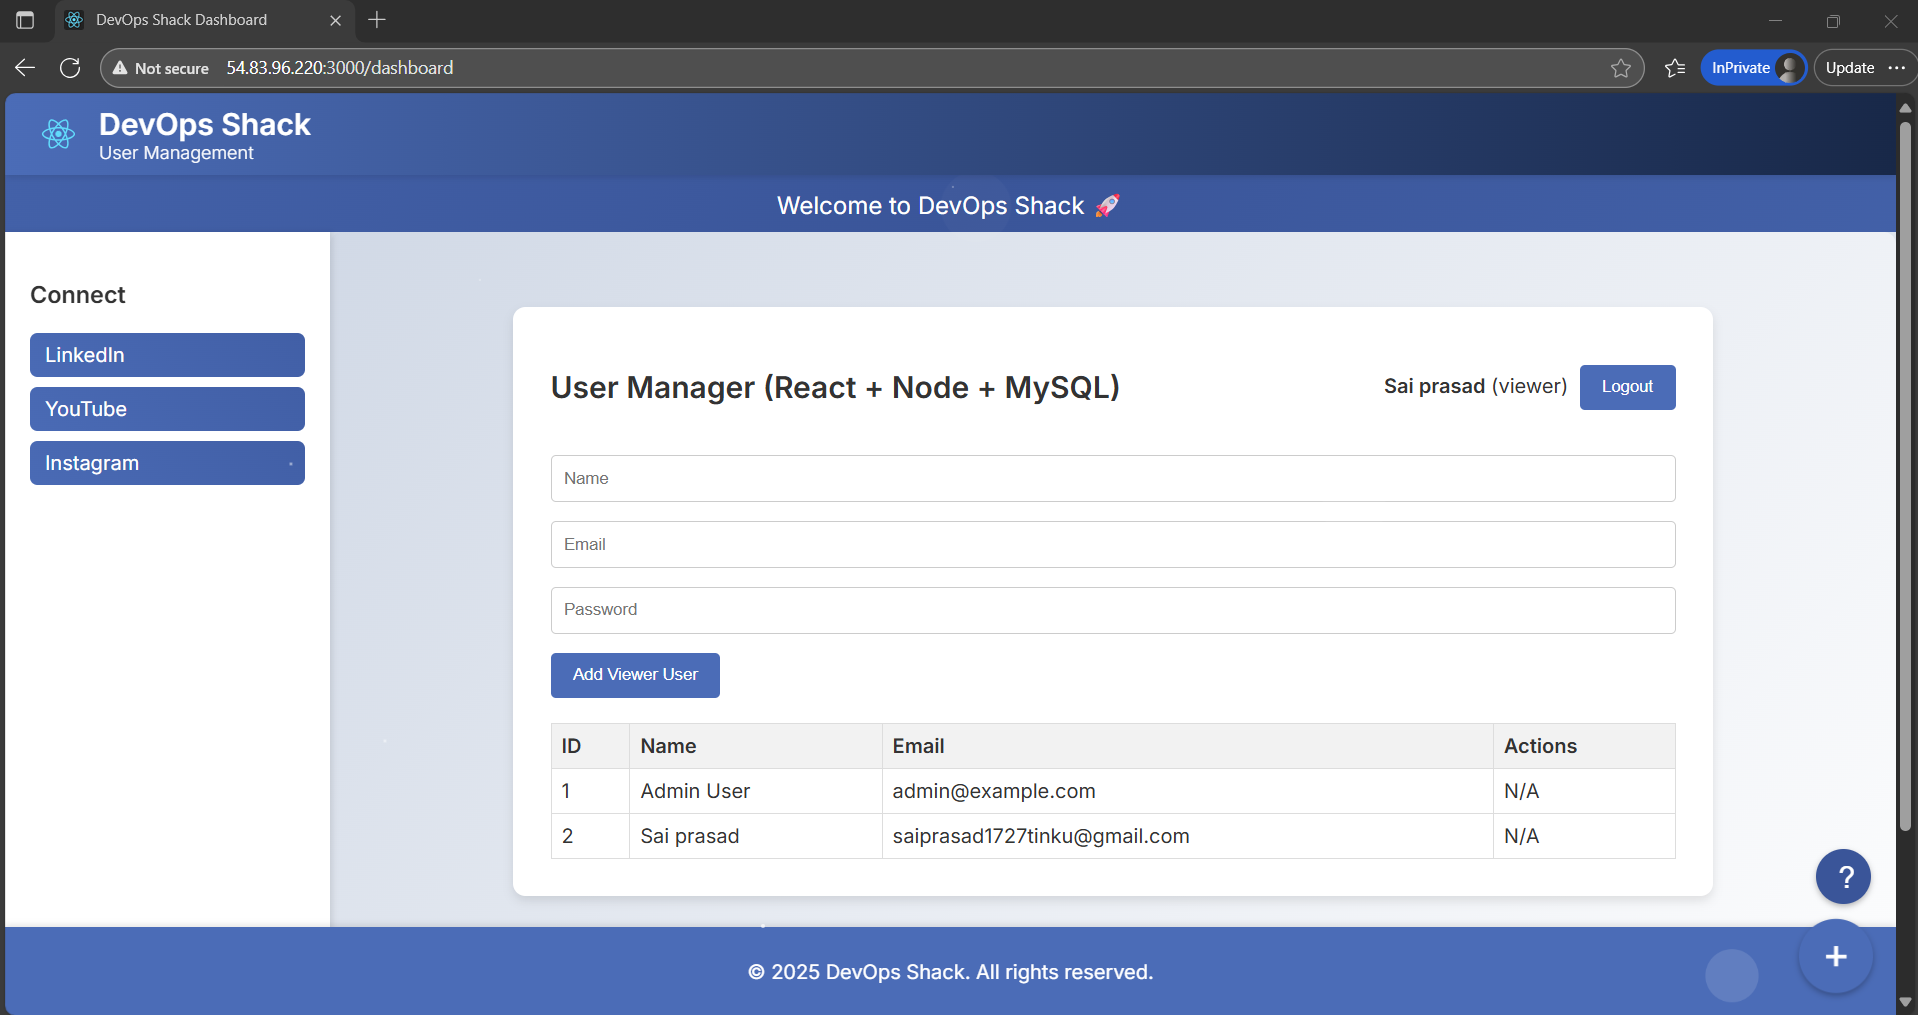 DevOps Shack Dashboard
Not secure 54.83.96.220:3000/dashboard
InPrivate
Update
DevOps Shack
User Management
Welcome to DevOps Shack 🚀
Connect
LinkedIn
YouTube
Instagram
User Manager (React + Node + MySQL)
Sai prasad (viewer)
Logout
Name
Email
Password
Add Viewer User
ID Name Email Actions
1 Admin User admin@example.com N/A
2 Sai prasad saiprasad1727tinku@gmail.com N/A
?
+
© 2025 DevOps Shack. All rights reserved.